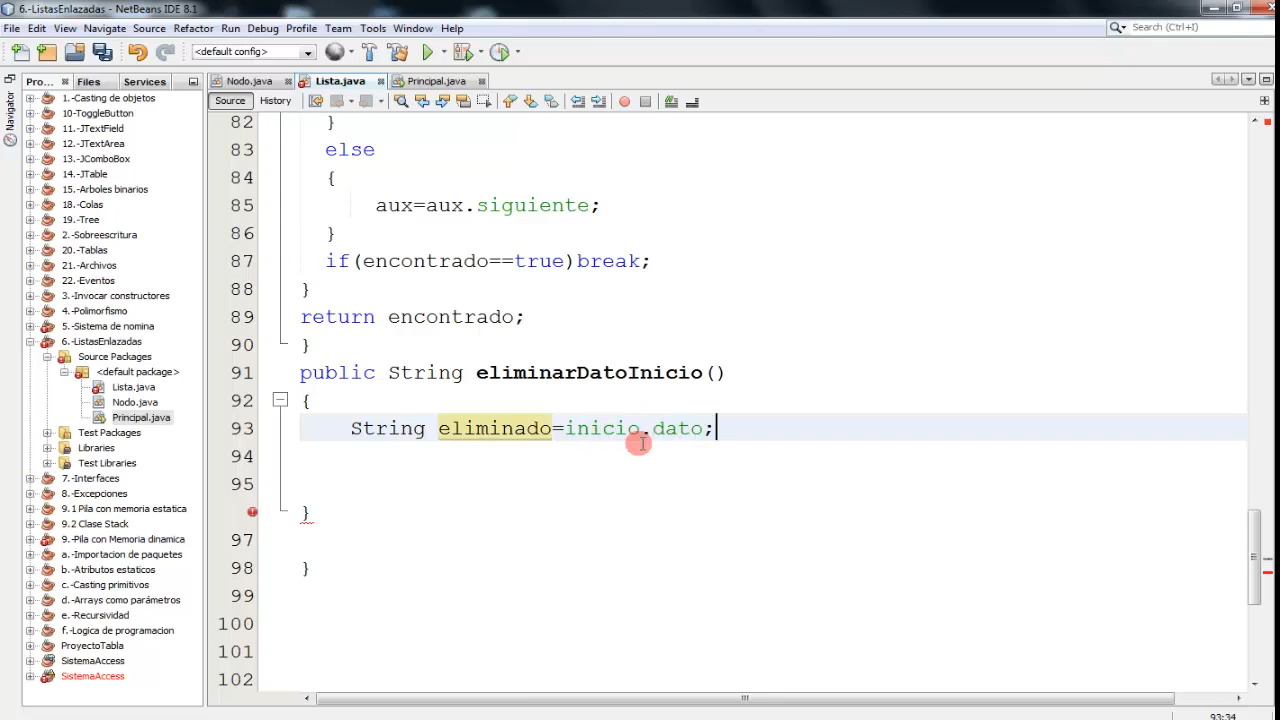 6.-ListasEnlazadas - NetBeans IDE 8.1
File Edit View Navigate Source Refactor Run Debug Profile Team Tools Window Help
Search (Ctrl+I)
<default config>
Pro... Files Services
Nodo.java Lista.java Principal.java
Source History
Navigator
1.-Casting de objetos
10-ToggleButton
11.-JTextField
12.-JTextArea
13.-JComboBox
14.-JTable
15.-Arboles binarios
18.-Colas
19.-Tree
2.-Sobreescritura
20.-Tablas
21.-Archivos
22.-Eventos
3.-Invocar constructores
4.-Polimorfismo
5.-Sistema de nomina
6.-ListasEnlazadas
Source Packages
<default package>
Lista.java
Nodo.java
Principal.java
Test Packages
Libraries
Test Libraries
7.-Interfaces
8.-Excepciones
9.1 Pila con memoria estatica
9.2 Clase Stack
9.-Pila con Memoria dinamica
a.-Importacion de paquetes
b.-Atributos estaticos
c.-Casting primitivos
d.-Arrays como parámetros
e.-Recursividad
f.-Logica de programacion
ProyectoTabla
SistemaAccess
SistemaAccess
82 }
83 else
84 {
85 aux=aux.siguiente;
86 }
87 if(encontrado==true)break;
88 }
89 return encontrado;
90 }
91 public String eliminarDatoInicio()
92 {
93 String eliminado=inicio.dato;
94
95
}
97
98 }
99
100
101
102
93:34